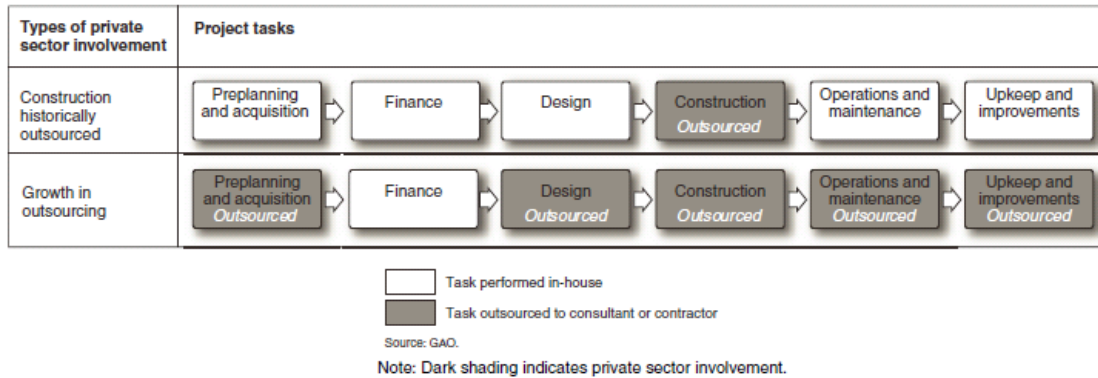 Types of private
sector involvement
Project tasks
Construction
historically
outsourced
Preplanning
and acquisition
Finance
Design
Construction
Outsourced
Operations and
maintenance
Upkeep and
improvements
Growth in
outsourcing
Preplanning
and acquisition
Outsourced
Finance
Design
Outsourced
Construction
Outsourced
Operations and
maintenance
Outsourced
Upkeep and
improvements
Outsourced
Task performed in-house
Task outsourced to consultant or contractor
Source: GAO.
Note: Dark shading indicates private sector involvement.